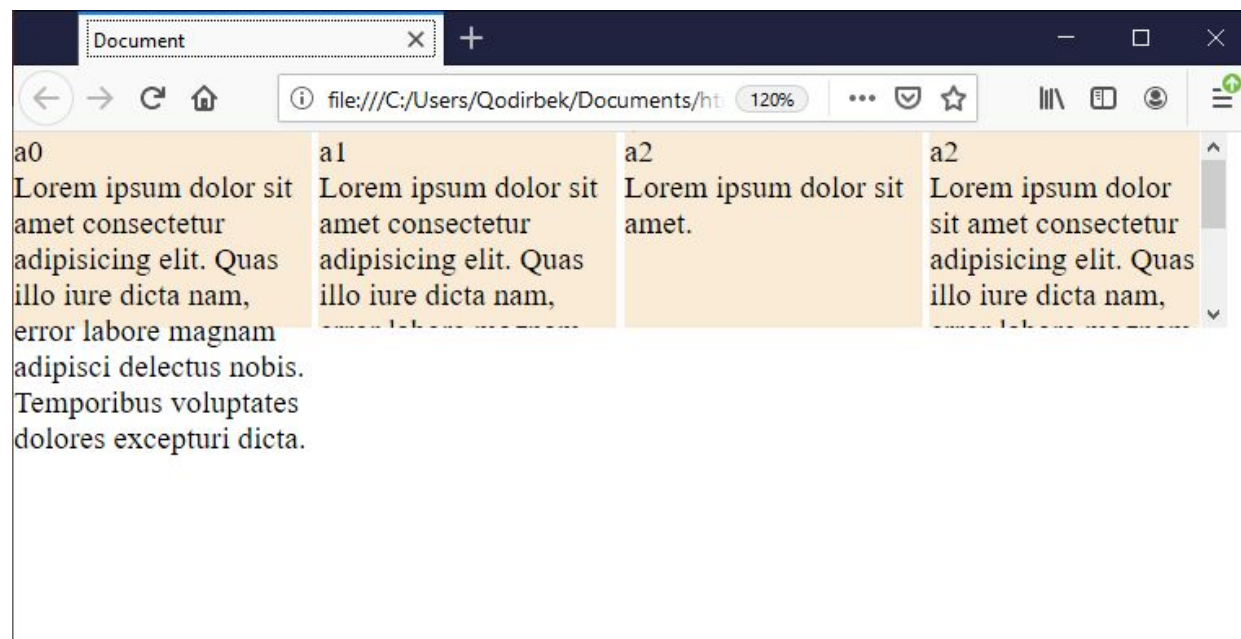 Document
file:///C:/Users/Qodirbek/Documents/ht
120%
a0
Lorem ipsum dolor sit
amet consectetur
adipisicing elit. Quas
illo iure dicta nam,
error labore magnam
adipisci delectus nobis.
Temporibus voluptates
dolores excepturi dicta.
a1
Lorem ipsum dolor sit
amet consectetur
adipisicing elit. Quas
illo iure dicta nam,
a2
Lorem ipsum dolor sit
amet.
a2
Lorem ipsum dolor
sit amet consectetur
adipisicing elit. Quas
illo iure dicta nam,